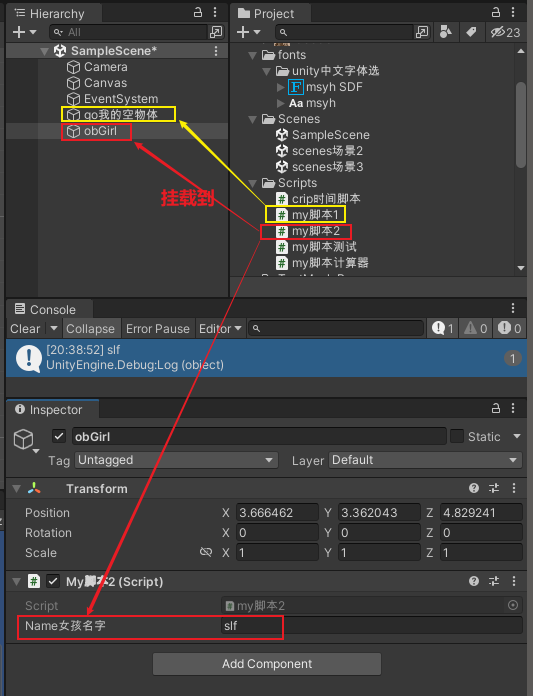 Hierarchy
All
SampleScene*
Camera
Canvas
EventSystem
go我的空物体
obGirl
Project
23
fonts
unity中文字体选
msyh SDF
Aa msyh
Scenes
SampleScene
scenes场景2
scenes场景3
Scripts
crip时间脚本
my脚本1
my脚本2
my脚本测试
my脚本计算器
挂载到
Console
Clear Collapse Error Pause Editor 1 0 0
[20:38:52] slf
UnityEngine.Debug:Log (object)
1
Inspector
obGirl Static
Tag Untagged Layer Default
Transform
Position X 3.666462 Y 3.362043 Z 4.829241
Rotation X 0 Y 0 Z 0
Scale X 1 Y 1 Z 1
My脚本2 (Script)
Script my脚本2
Name女孩名字 slf
Add Component